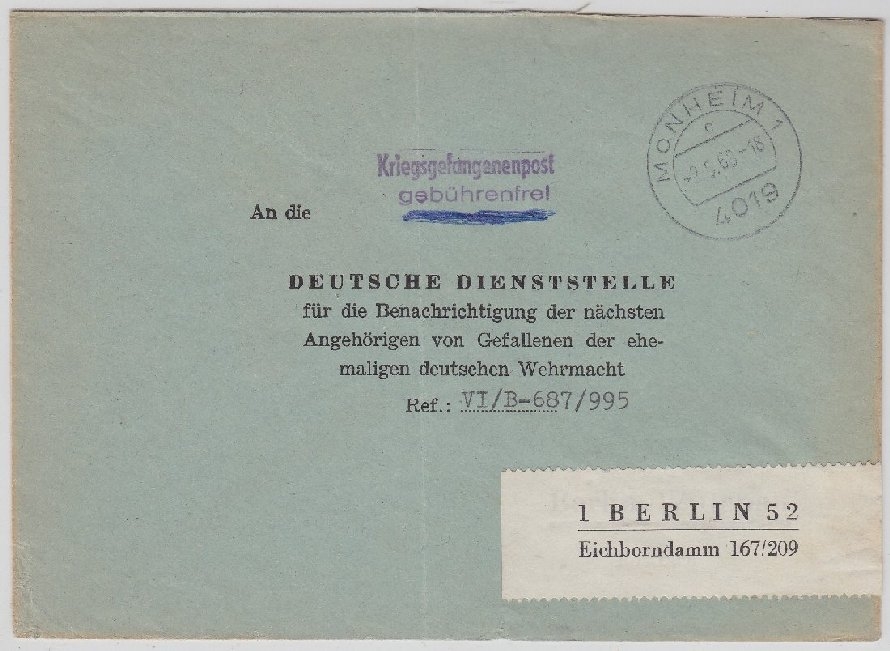 MONHEIM 1
c
-18
4019
Kriegsgefangenenpost
gebührenfrei
An die
DEUTSCHE DIENSTSTELLE
für die Benachrichtigung der nächsten
Angehörigen von Gefallenen der ehe-
maligen deutschen Wehrmacht
Ref.: VI/B-687/995
1 BERLIN 52
Eichborndamm 167/209